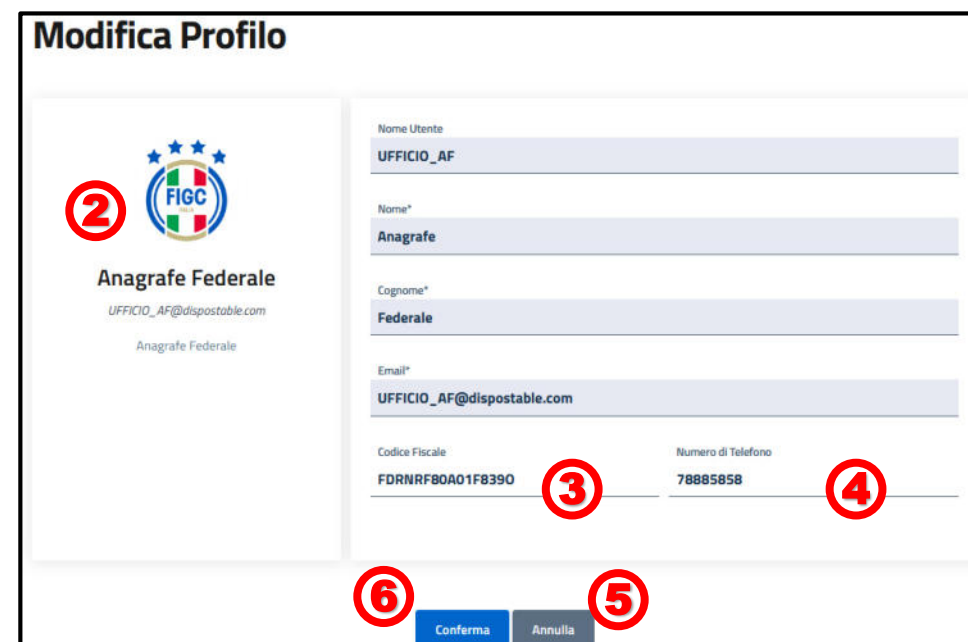 Modifica Profilo
FIGC
②
Anagrafe Federale
UFFICIO_AF@dispostable.com
Anagrafe Federale
Nome Utente
UFFICIO_AF
Nome*
Anagrafe
Cognome*
Federale
Email*
UFFICIO_AF@dispostable.com
Codice Fiscale
FDRNRF80A01F839O
③
Numero di Telefono
78885858
④
⑥
Conferma
Annulla
⑤